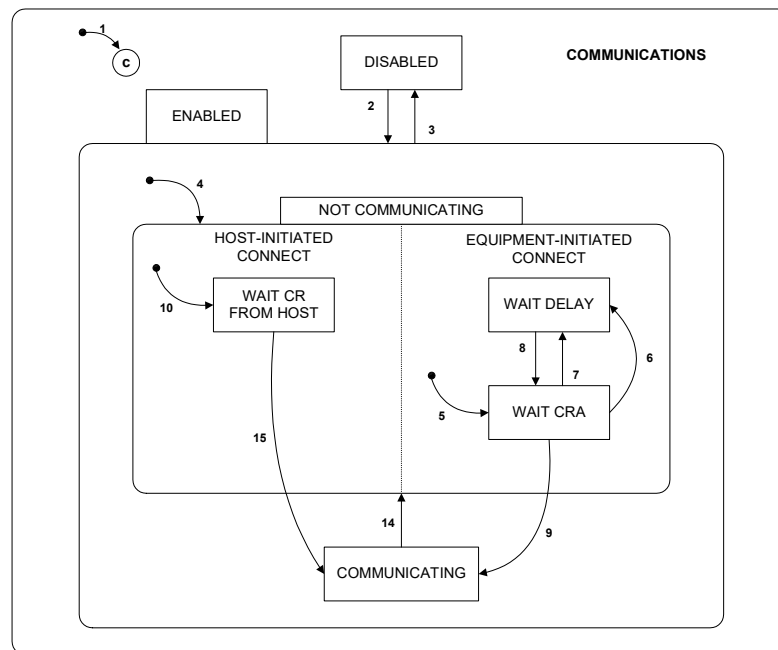 1
C
COMMUNICATIONS
DISABLED
2
3
ENABLED
4
NOT COMMUNICATING
HOST-INITIATED
CONNECT
EQUIPMENT-INITIATED
CONNECT
10
WAIT CR
FROM HOST
WAIT DELAY
8
7
6
5
WAIT CRA
15
14
9
COMMUNICATING